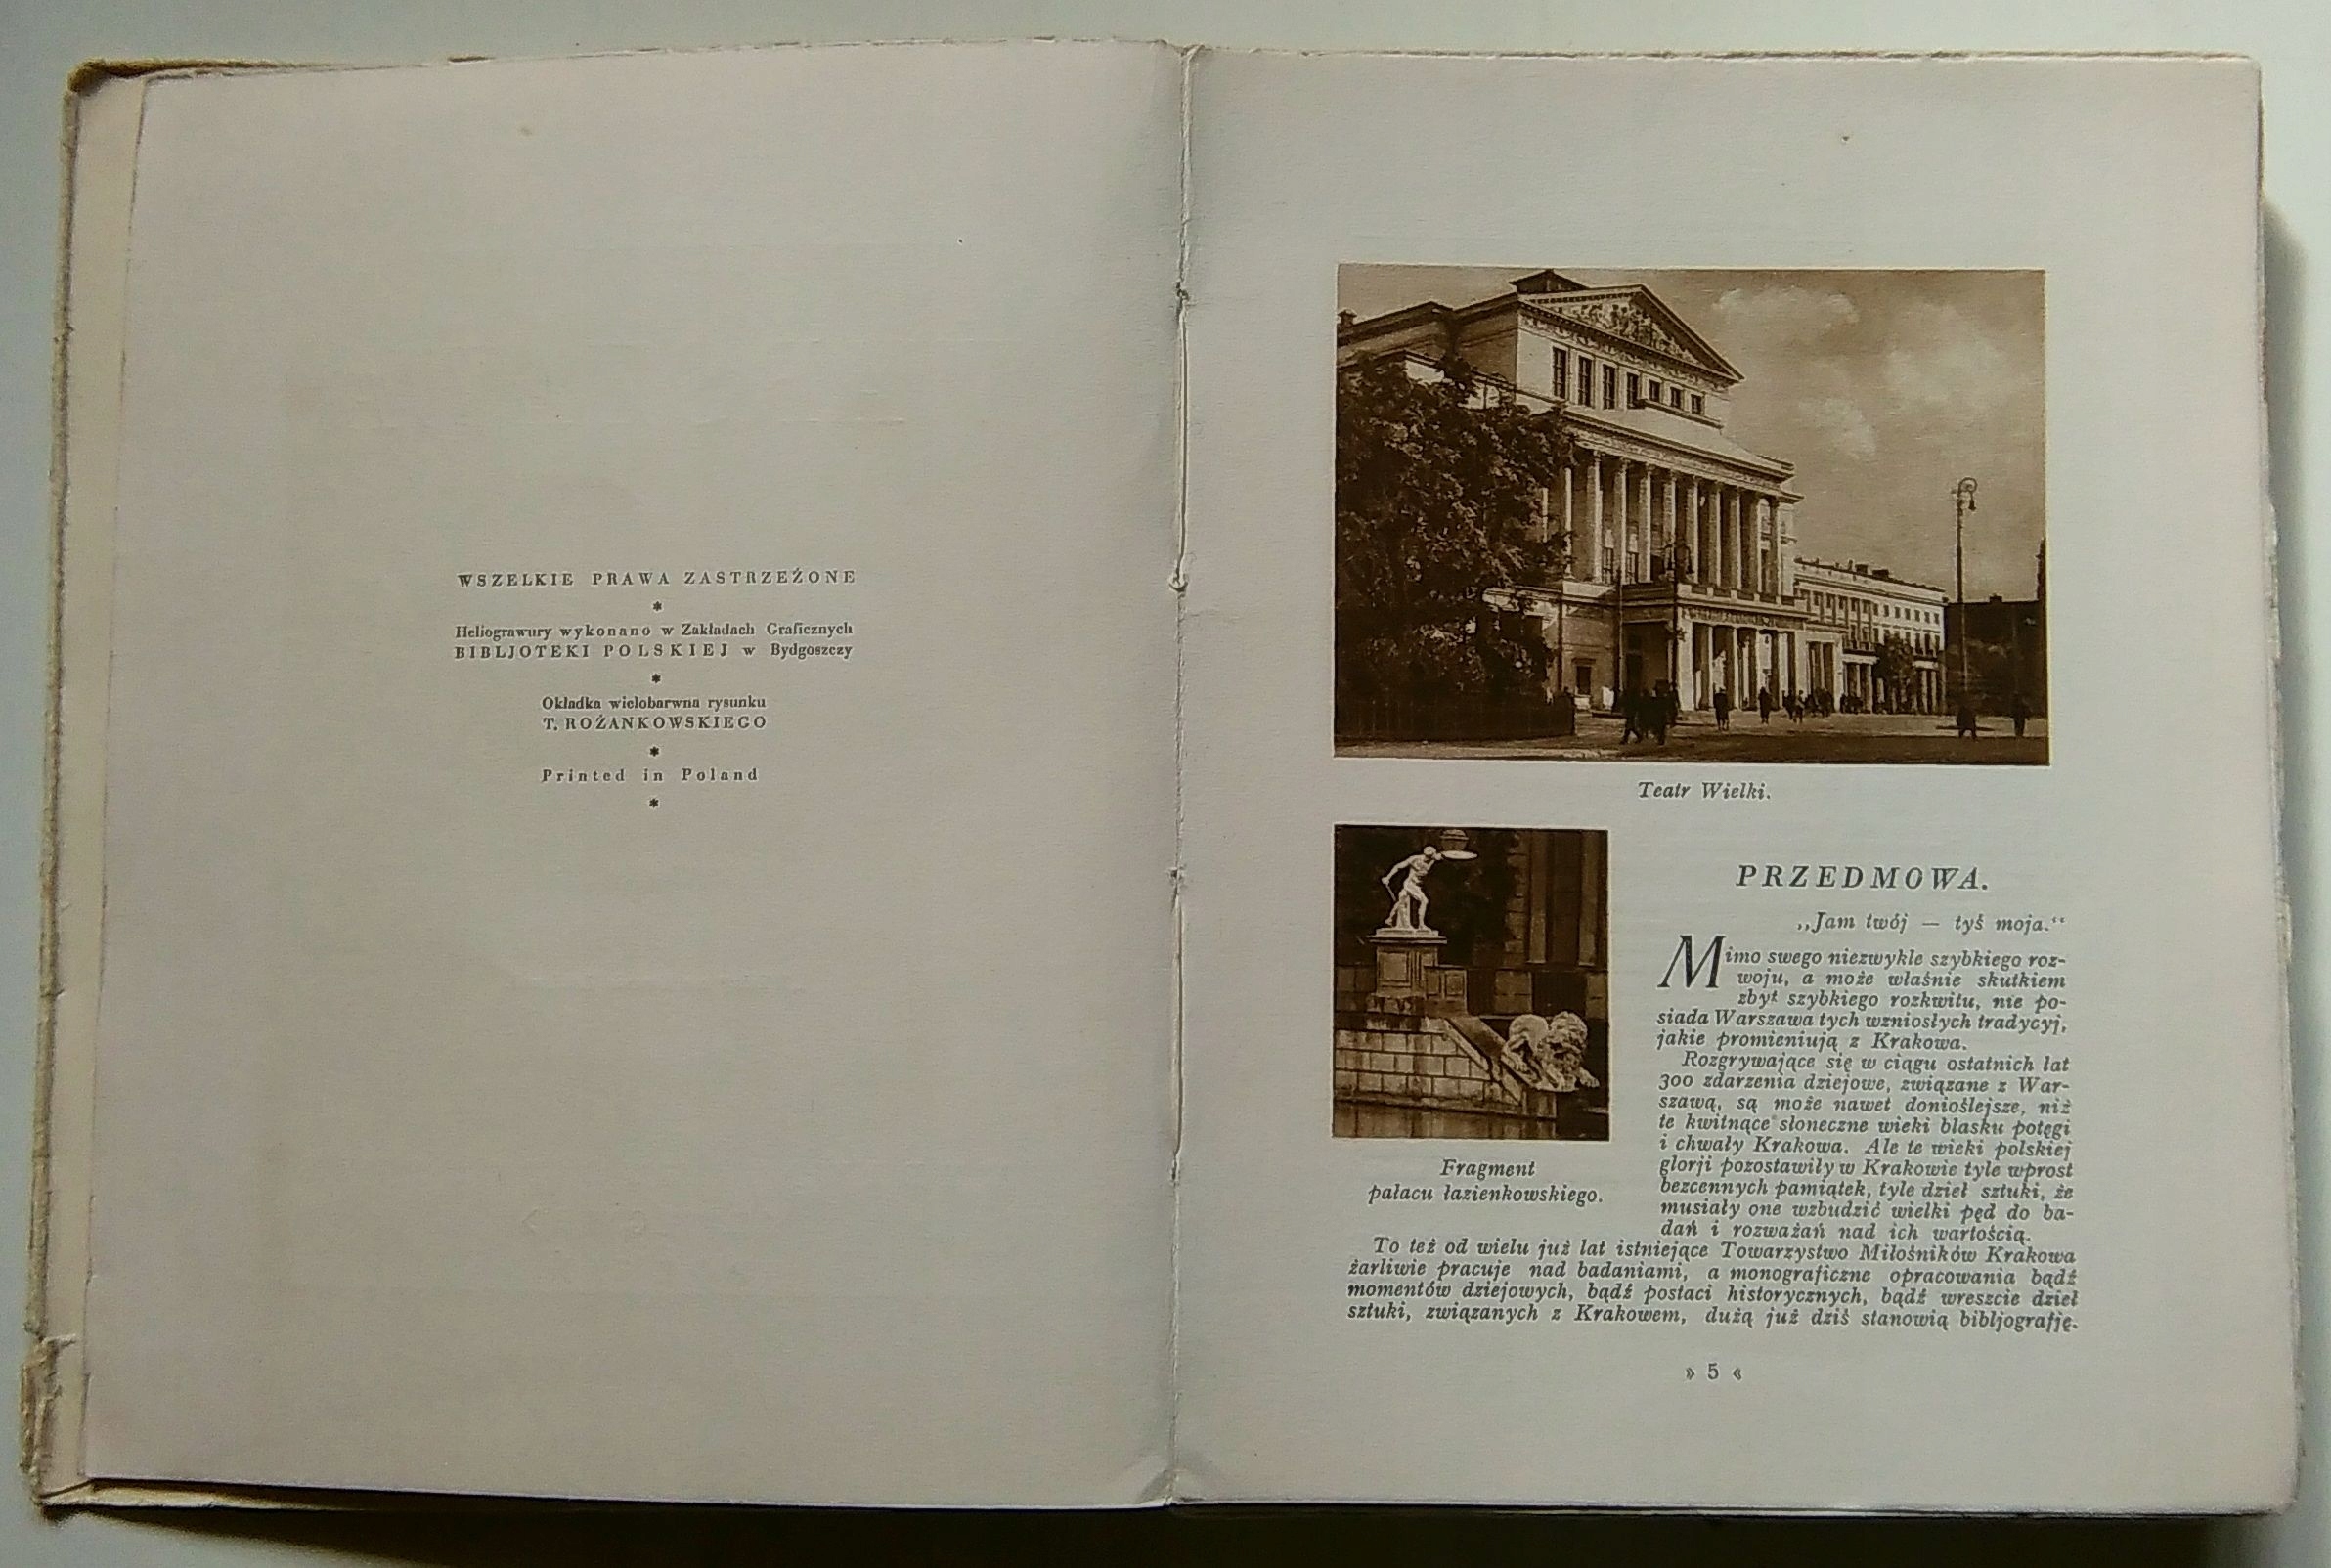 WSZELKIE PRAWA ZASTRZEŻONE
*
Heliograwury wykonano w Zakładach Graficznych
BIBLJOTEKI POLSKIEJ w Bydgoszczy
*
Okładka wielobarwna rysunku
T. ROŻANKOWSKIEGO
*
Printed in Poland
*
Teatr Wielki.
Fragment
pałacu łazienkowskiego.
PRZEDMOWA.
„Jam twój — tyś moja.“
Mimo swego niezwykle szybkiego roz-
woju, a może właśnie skutkiem
zbyt szybkiego rozkwitu, nie po-
siada Warszawa tych wzniosłych tradycyj,
jakie promieniują z Krakowa.
Rozgrywające się w ciągu ostatnich lat
300 zdarzenia dziejowe, związane z War-
szawą, są może nawet donioślejsze, niż
te kwitnące słoneczne wieki blasku potęgi
i chwały Krakowa. Ale te wieki polskiej
glorji pozostawiły w Krakowie tyle wprost
bezcennych pamiątek, tyle dzieł sztuki, że
musiały one wzbudzić wielki pęd do ba-
dań i rozważań nad ich wartością.
To też od wielu już lat istniejące Towarzystwo Miłośników Krakowa
żarliwie pracuje nad badaniami, a monograficzne opracowania bądź
momentów dziejowych, bądź postaci historycznych, bądź wreszcie dzieł
sztuki, związanych z Krakowem, dużą już dziś stanowią bibljografję.
» 5 «